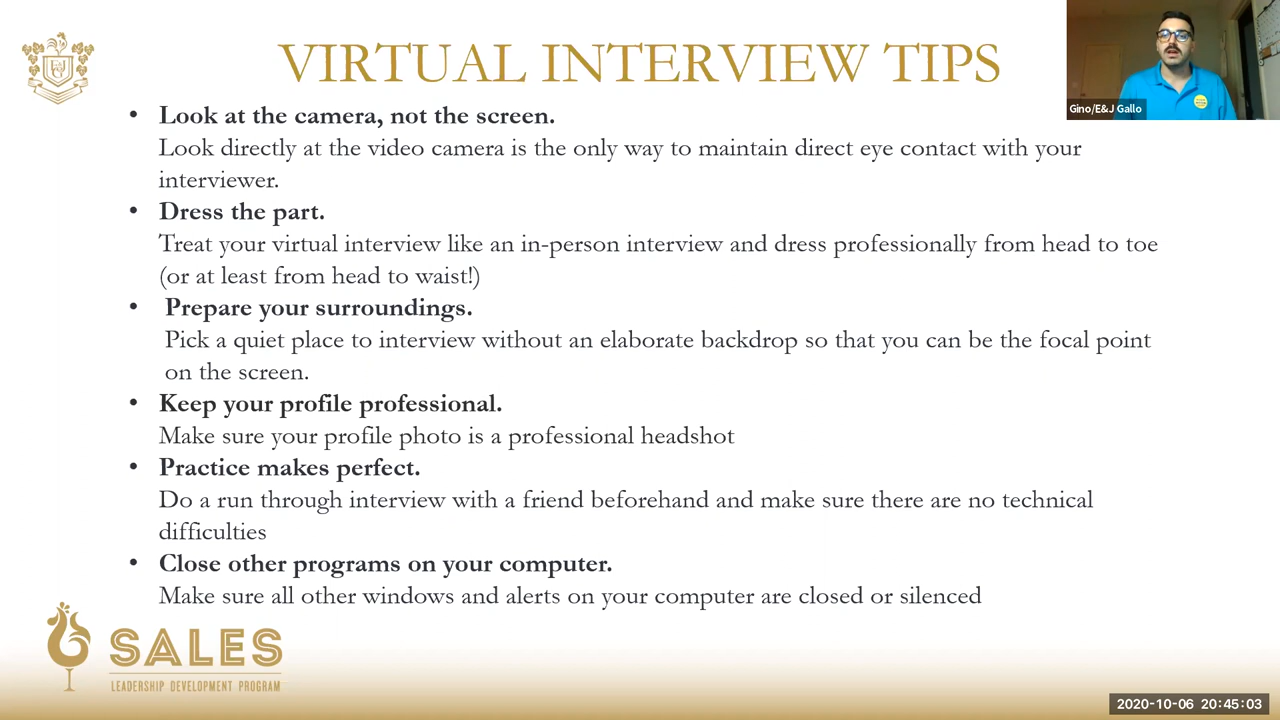 VIRTUAL INTERVIEW TIPS
Gino/E&J Gallo
• Look at the camera, not the screen.
Look directly at the video camera is the only way to maintain direct eye contact with your
interviewer.
• Dress the part.
Treat your virtual interview like an in-person interview and dress professionally from head to toe
(or at least from head to waist!)
• Prepare your surroundings.
Pick a quiet place to interview without an elaborate backdrop so that you can be the focal point
on the screen.
• Keep your profile professional.
Make sure your profile photo is a professional headshot
• Practice makes perfect.
Do a run through interview with a friend beforehand and make sure there are no technical
difficulties
• Close other programs on your computer.
Make sure all other windows and alerts on your computer are closed or silenced
SALES
LEADERSHIP DEVELOPMENT PROGRAM
2020-10-06 20:45:03